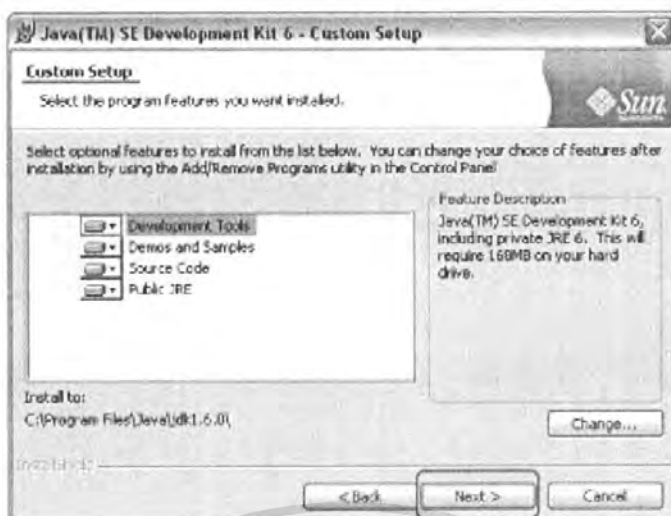 Java(TM) SE Development Kit 6 - Custom Setup
Custom Setup
Select the program features you want installed.
Sun
Select optional features to install from the list below. You can change your choice of features after
installation by using the Add/Remove Programs utility in the Control Panel
Development Tools
Demos and Samples
Source Code
Public JRE
Feature Description
Java(TM) SE Development Kit 6,
including private JRE 6. This will
require 168MB on your hard
drive.
Install to:
C:\Program Files\Java\jdk1.6.0\
Change...
< Back
Next >
Cancel